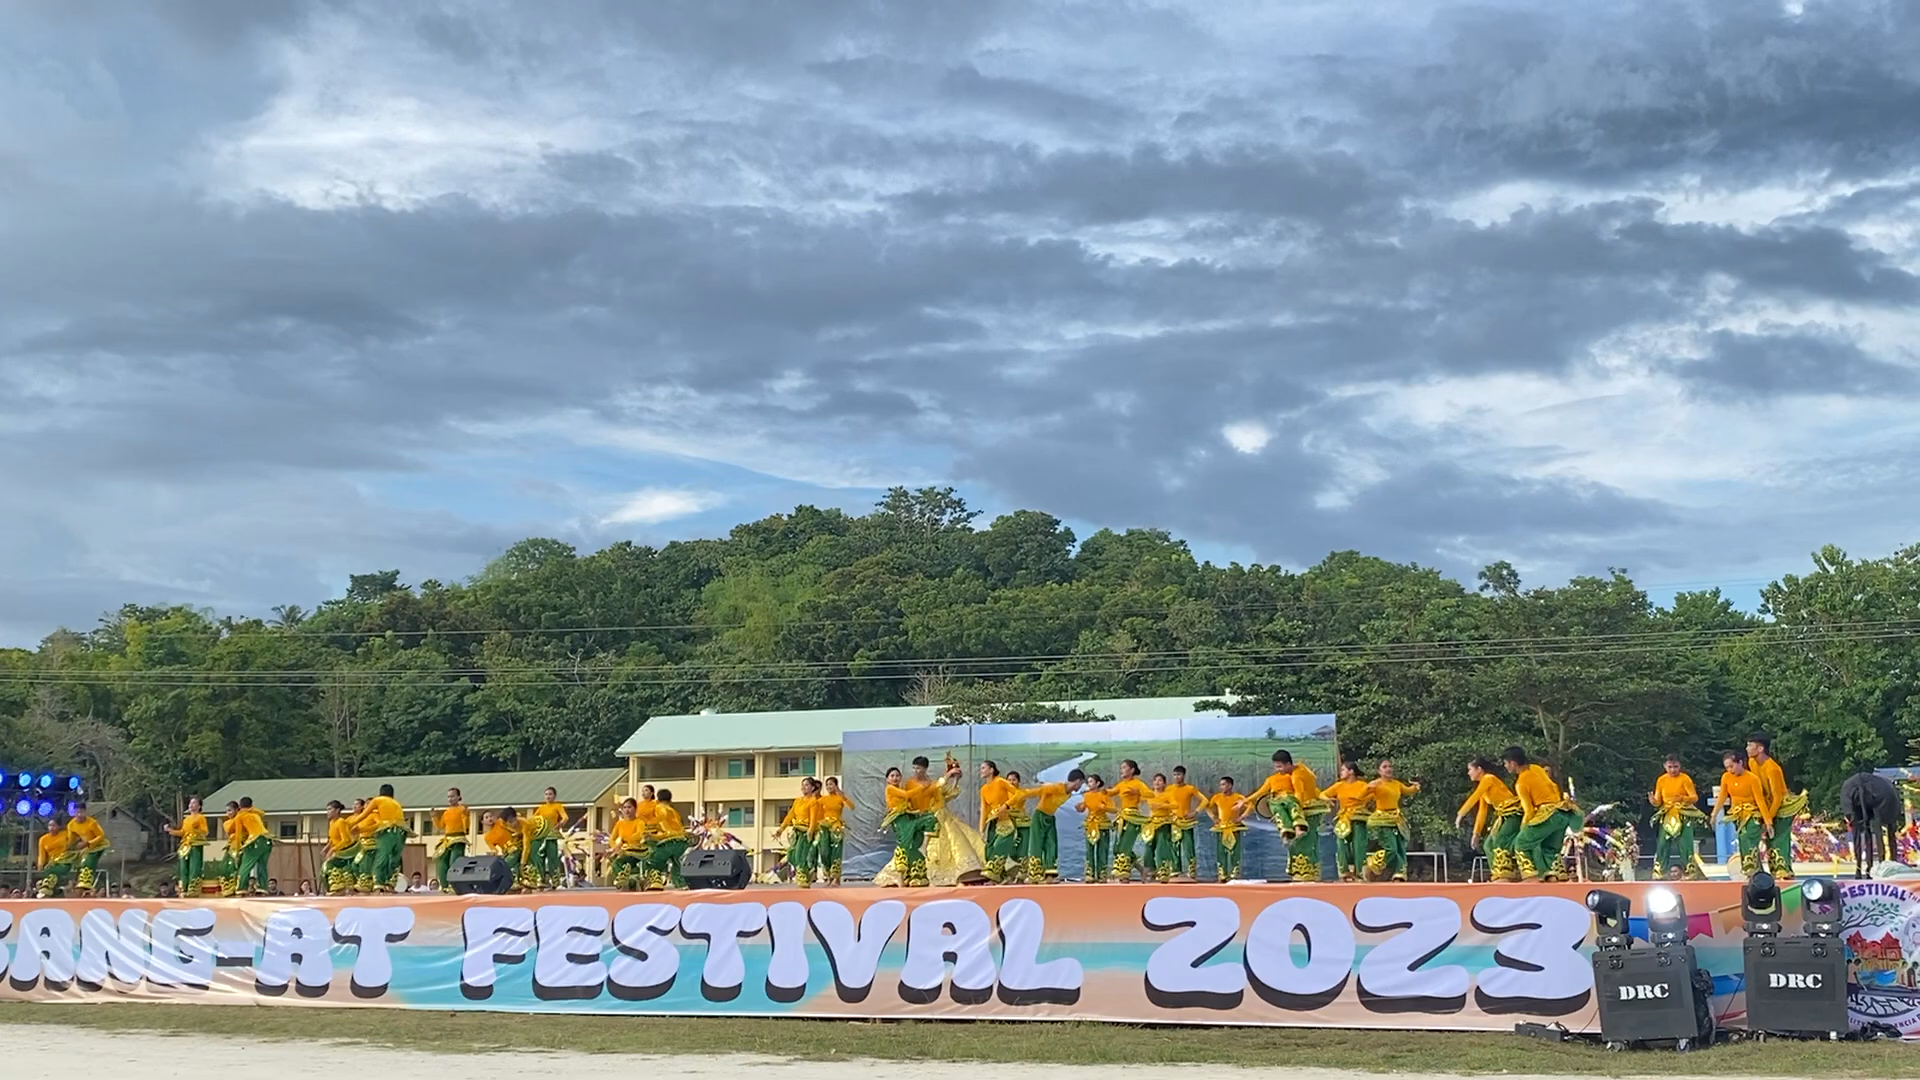 SANG-AT FESTIVAL 2023
DRC
DRC
FESTIVAL